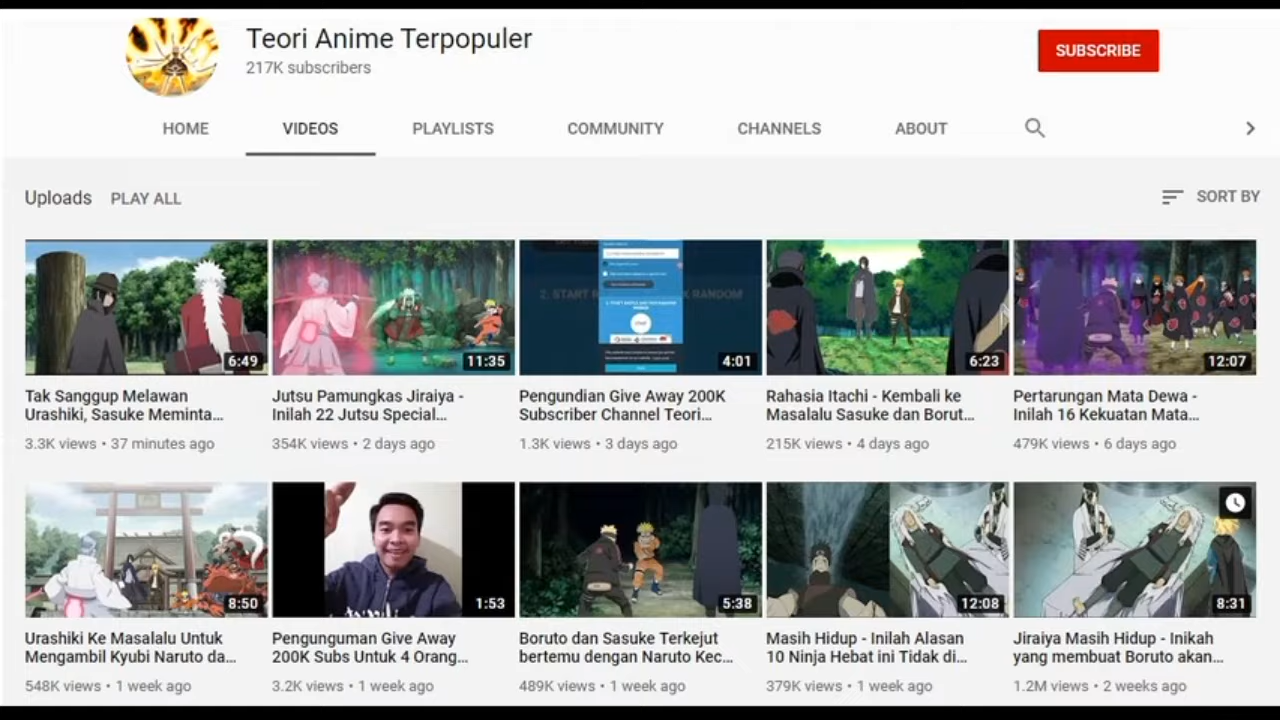 Teori Anime Terpopuler
217K subscribers
SUBSCRIBE
HOME
VIDEOS
PLAYLISTS
COMMUNITY
CHANNELS
ABOUT
Uploads
PLAY ALL
SORT BY
6:49
11:35
2. START
RANDOM
4:01
6:23
12:07
Tak Sanggup Melawan
Urashiki, Sasuke Meminta...
3.3K views • 37 minutes ago
Jutsu Pamungkas Jiraiya -
Inilah 22 Jutsu Special...
354K views • 2 days ago
Pengundian Give Away 200K
Subscriber Channel Teori...
1.3K views • 3 days ago
Rahasia Itachi - Kembali ke
Masalalu Sasuke dan Borut...
215K views • 4 days ago
Pertarungan Mata Dewa -
Inilah 16 Kekuatan Mata...
479K views • 6 days ago
8:50
1:53
5:38
12:08
8:31
Urashiki Ke Masalalu Untuk
Mengambil Kyubi Naruto da...
548K views • 1 week ago
Pengunguman Give Away
200K Subs Untuk 4 Orang...
3.2K views • 1 week ago
Boruto dan Sasuke Terkejut
bertemu dengan Naruto Kec...
489K views • 1 week ago
Masih Hidup - Inilah Alasan
10 Ninja Hebat ini Tidak di...
379K views • 1 week ago
Jiraiya Masih Hidup - Inikah
yang membuat Boruto akan...
1.2M views • 2 weeks ago